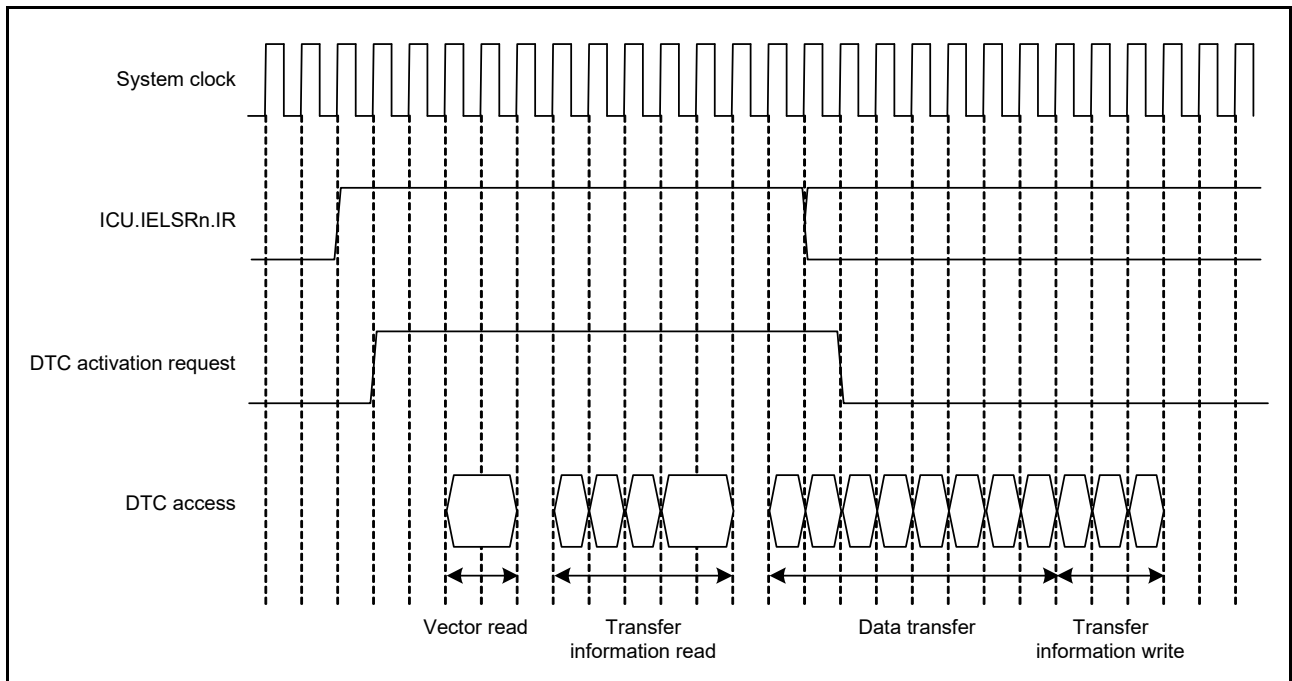 System clock
ICU.IELSRn.IR
DTC activation request
DTC access
Vector read
Transfer
information read
Data transfer
Transfer
information write